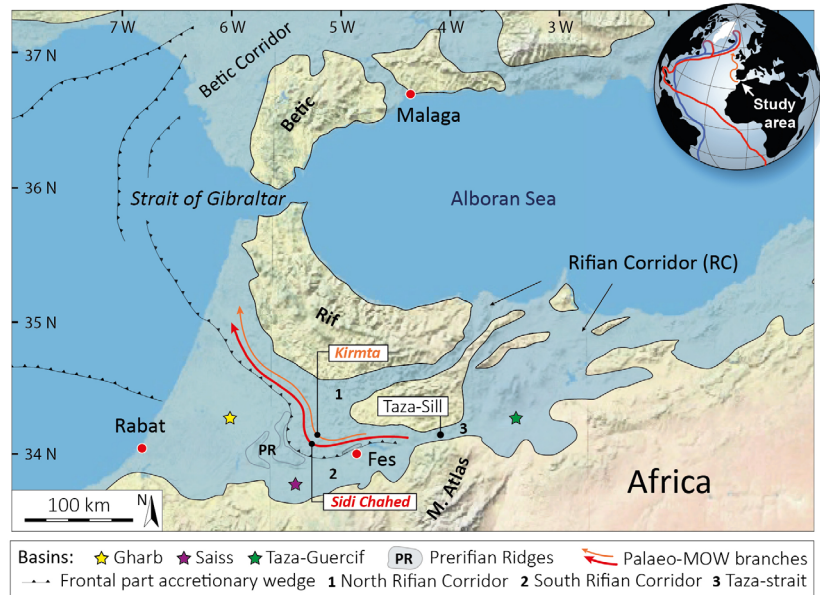 7 W
6 W
5 W
4 W
3 W
37 N
36 N
35 N
34 N
Betic Corridor
Betic
Malaga
Study
area
Strait of Gibraltar
Alboran Sea
Rifian Corridor (RC)
Rif
Kirmta
1
Taza-Sill
3
Rabat
PR
Fes
2
M. Atlas
Africa
Sidi Chahed
100 km
N
Basins: Gharb Saiss Taza-Guercif PR Prerifian Ridges Palaeo-MOW branches
Frontal part accretionary wedge 1 North Rifian Corridor 2 South Rifian Corridor 3 Taza-strait